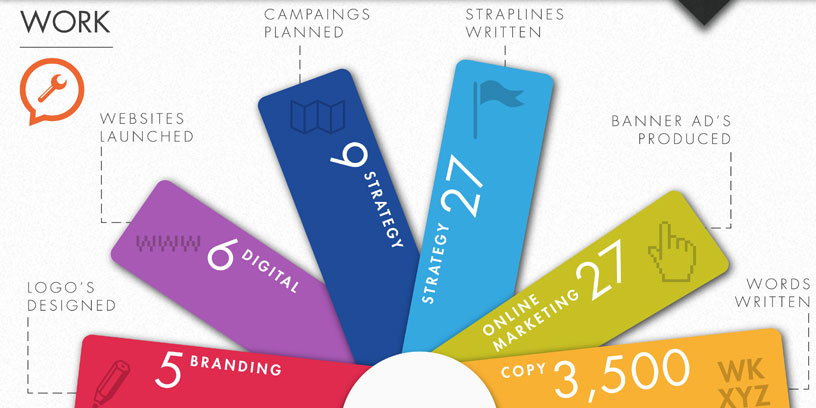 WORK
CAMPAINGS
PLANNED
STRAPLINES
WRITTEN
WEBSITES
LAUNCHED
BANNER AD'S
PRODUCED
LOGO'S
DESIGNED
WORDS
WRITTEN
5 BRANDING
WWW
6 DIGITAL
9 STRATEGY
STRATEGY 27
ONLINE
MARKETING 27
COPY 3,500
WK
XYZ